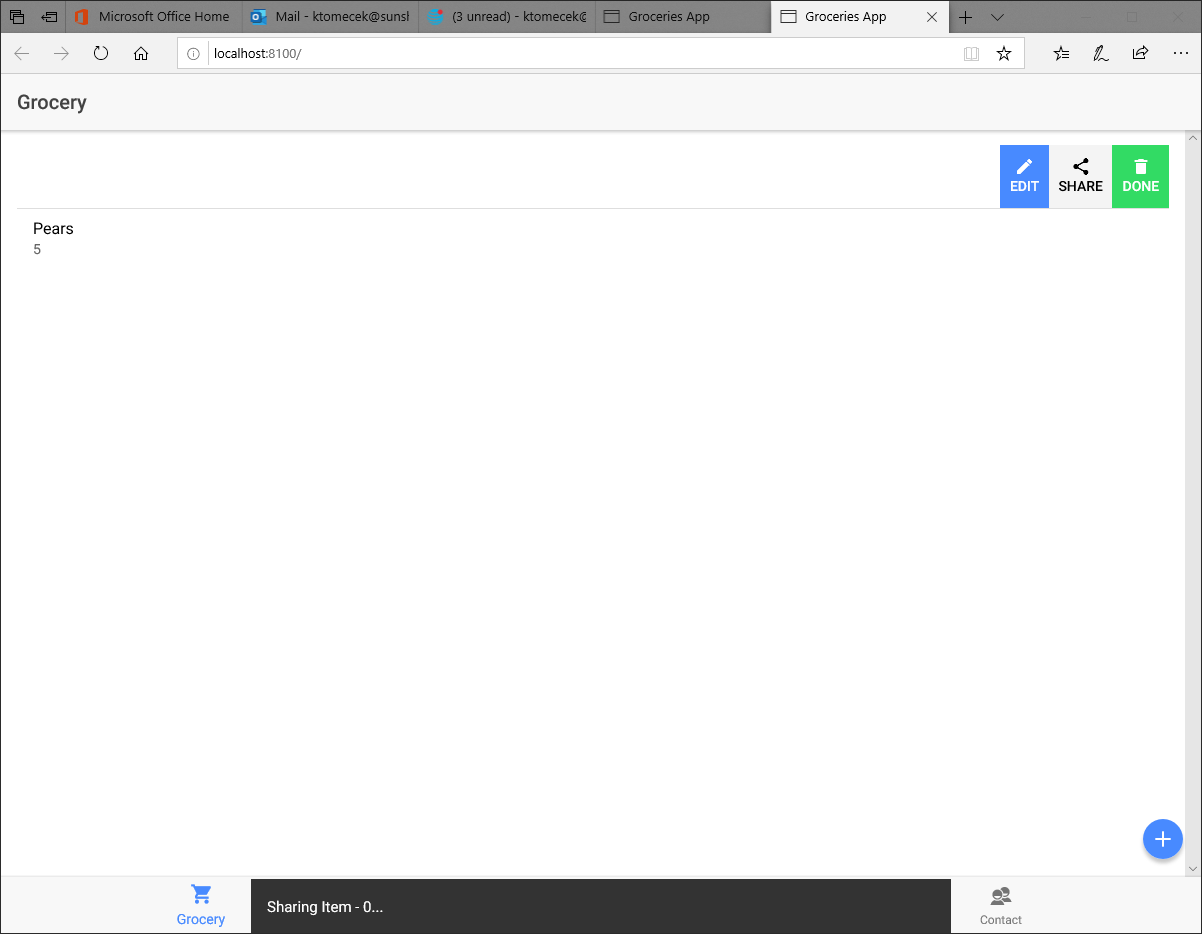 Microsoft Office Home
Mail - ktomecek@sunsl
(3 unread) - ktomecek@
Groceries App
Groceries App
localhost:8100/
Grocery
EDIT
SHARE
DONE
Pears
5
Grocery
Sharing Item - 0...
Contact